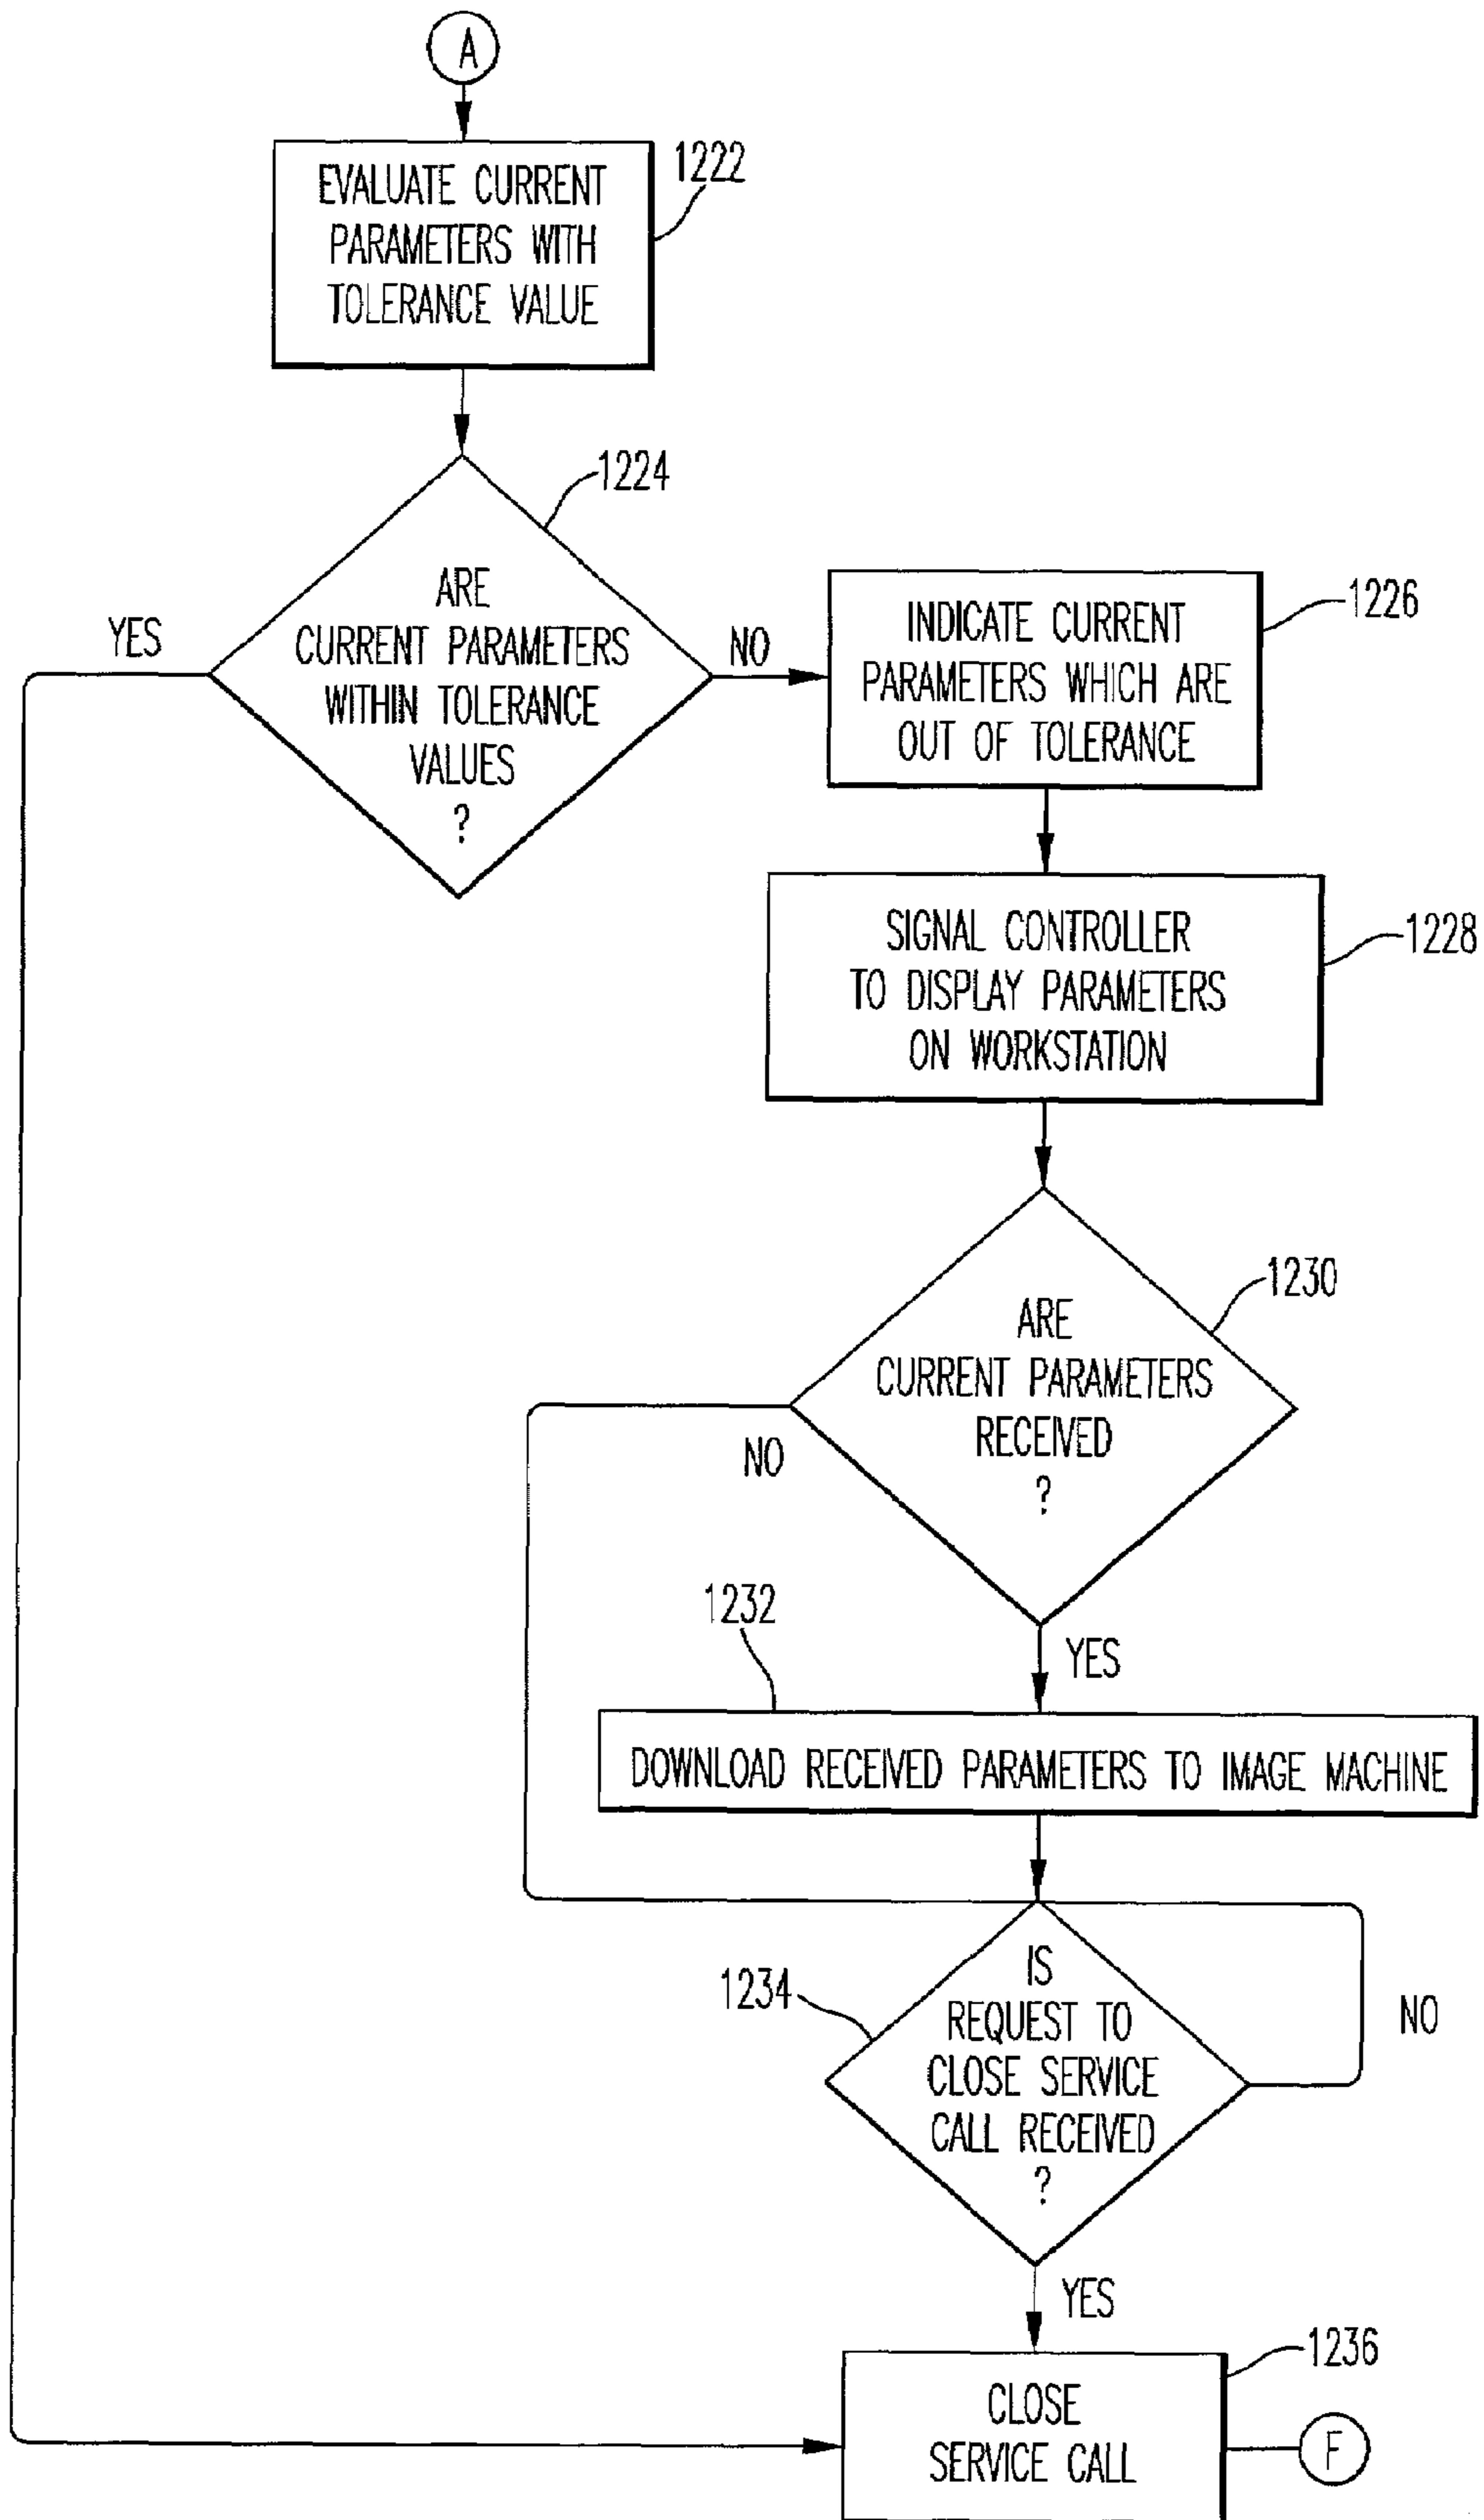 A
EVALUATE CURRENT
PARAMETERS WITH
TOLERANCE VALUE
1222
1224
ARE
CURRENT PARAMETERS
WITHIN TOLERANCE
VALUES
?
YES
NO
INDICATE CURRENT
PARAMETERS WHICH ARE
OUT OF TOLERANCE
1226
SIGNAL CONTROLLER
TO DISPLAY PARAMETERS
ON WORKSTATION
1228
1230
ARE
CURRENT PARAMETERS
RECEIVED
?
NO
YES
1232
DOWNLOAD RECEIVED PARAMETERS TO IMAGE MACHINE
1234
IS
REQUEST TO
CLOSE SERVICE
CALL RECEIVED
?
NO
YES
1236
CLOSE
SERVICE CALL
F